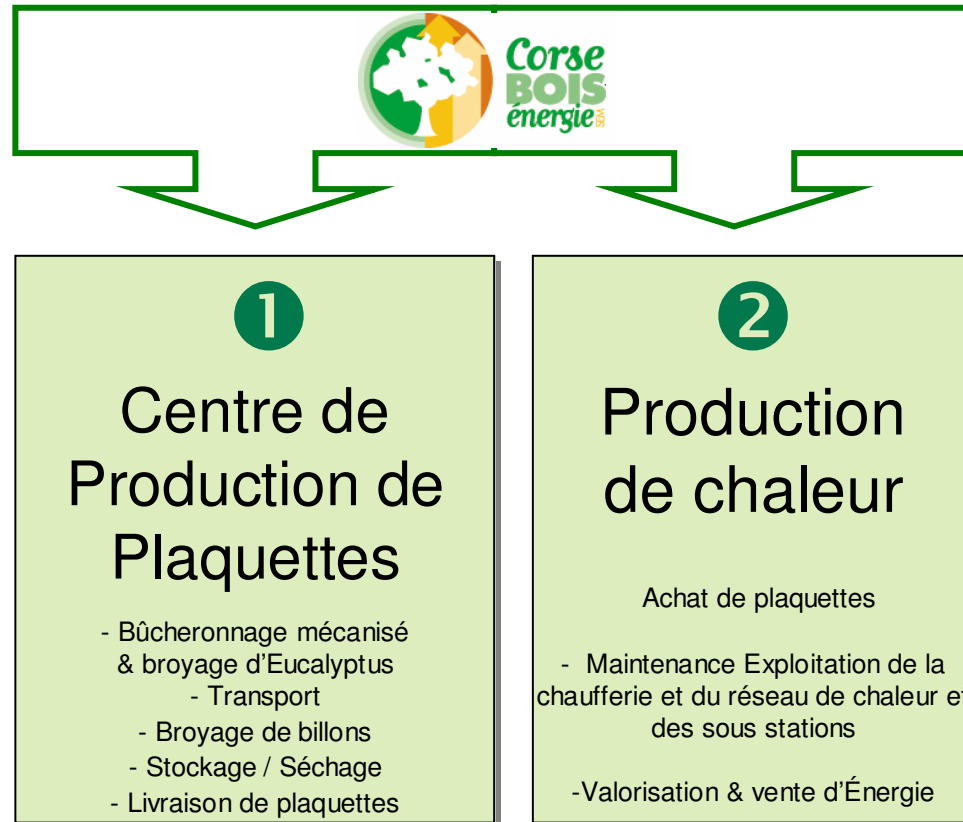 Corse
BOIS
énergie SEM
1
Centre de
Production de
Plaquettes
- Bûcheronnage mécanisé
& broyage d'Eucalyptus
- Transport
- Broyage de billons
- Stockage / Séchage
- Livraison de plaquettes
2
Production
de chaleur
Achat de plaquettes
- Maintenance Exploitation de la
chaufferie et du réseau de chaleur et
des sous stations
-Valorisation & vente d'Énergie